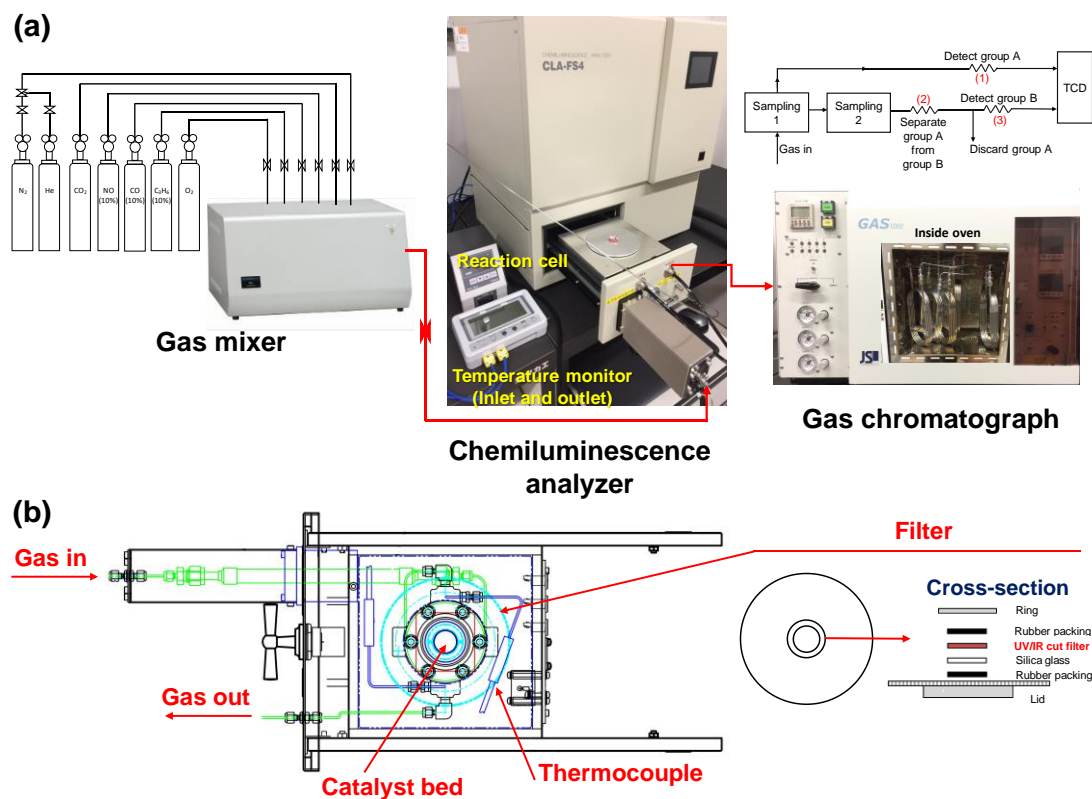 (a)
N₂
He
CO₂
NO
(10%)
CO
(10%)
C₃H₆
(10%)
O₂
Gas mixer
CHEMILUMINESCENCE ANALYZER
CLA-FS4
Reaction cell
Temperature monitor
(Inlet and outlet)
Chemiluminescence
analyzer
Detect group A
(1)
TCD
Sampling
1
Sampling
2
(2)
Detect group B
(3)
Separate
group A
from
group B
Gas in
Discard group A
GAS
Inside oven
Gas chromatograph
(b)
Gas in
Gas out
Catalyst bed
Thermocouple
Filter
Cross-section
Ring
Rubber packing
UV/IR cut filter
Silica glass
Rubber packing
Lid